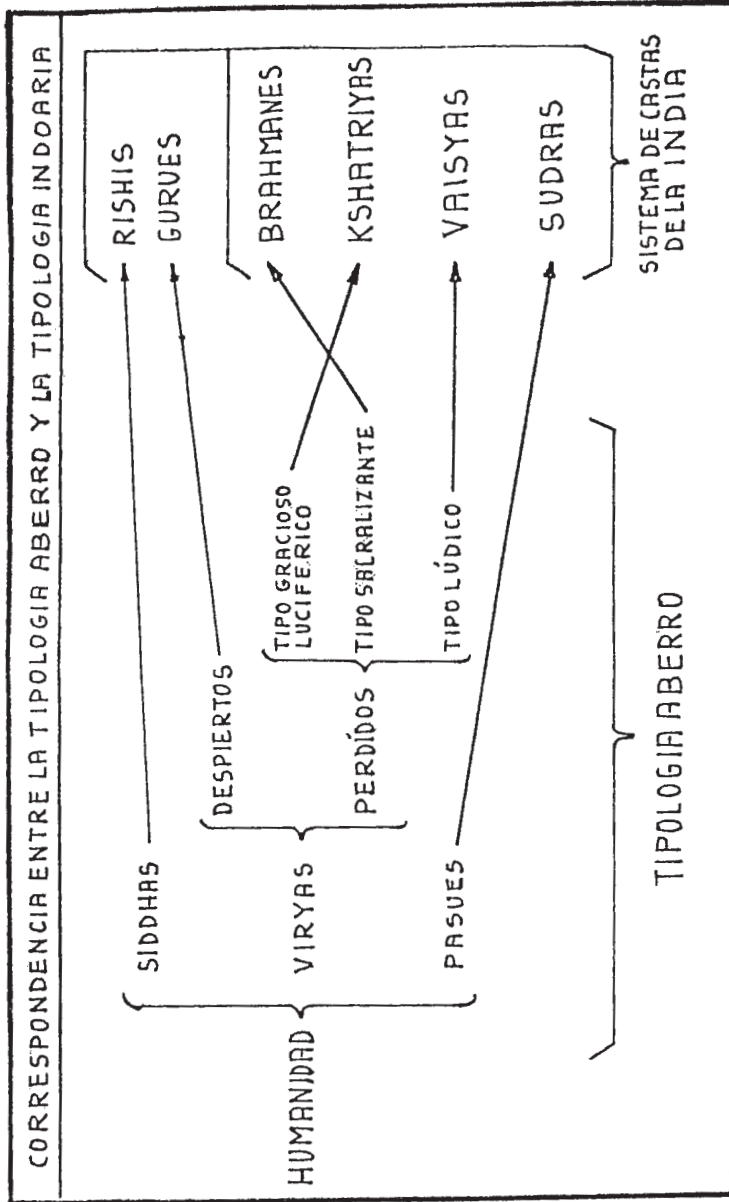 CORRESPONDENCIA ENTRE LA TIPOLOGIA ABERRO Y LA TIPOLOGIA INDOARIA
HUMANIDAD
SIDDHAS
VIRYAS
PASUES
DESPIERTOS
PERDÍDOS
TIPO GRACIOSO
LUCIFERICO
TIPO SACRALIZANTE
TIPO LÚDICO
RISHIS
GURUES
BRAHMANES
KSHATRIYAS
VAISYAS
SUDRAS
TIPOLOGIA ABERRO
SISTEMA DE CASTAS
DE LA INDIA